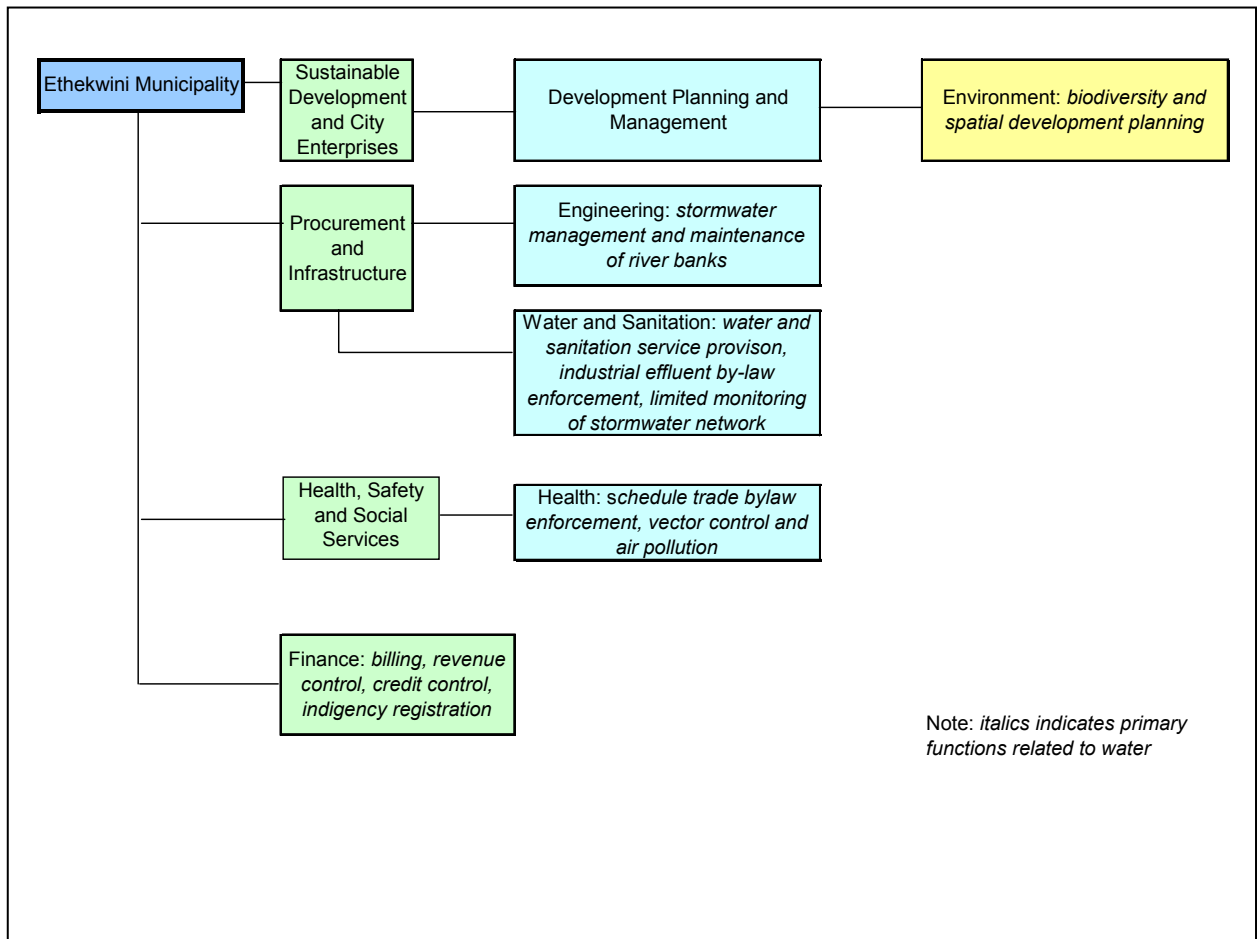 Ethekwini Municipality
Sustainable
Development
and City
Enterprises
Development Planning and
Management
Environment: biodiversity and
spatial development planning
Procurement
and
Infrastructure
Engineering: stormwater
management and maintenance
of river banks
Water and Sanitation: water and
sanitation service provison,
industrial effluent by-law
enforcement, limited monitoring
of stormwater network
Health, Safety
and Social
Services
Health: schedule trade bylaw
enforcement, vector control and
air pollution
Finance: billing, revenue
control, credit control,
indigency registration
Note: italics indicates primary
functions related to water